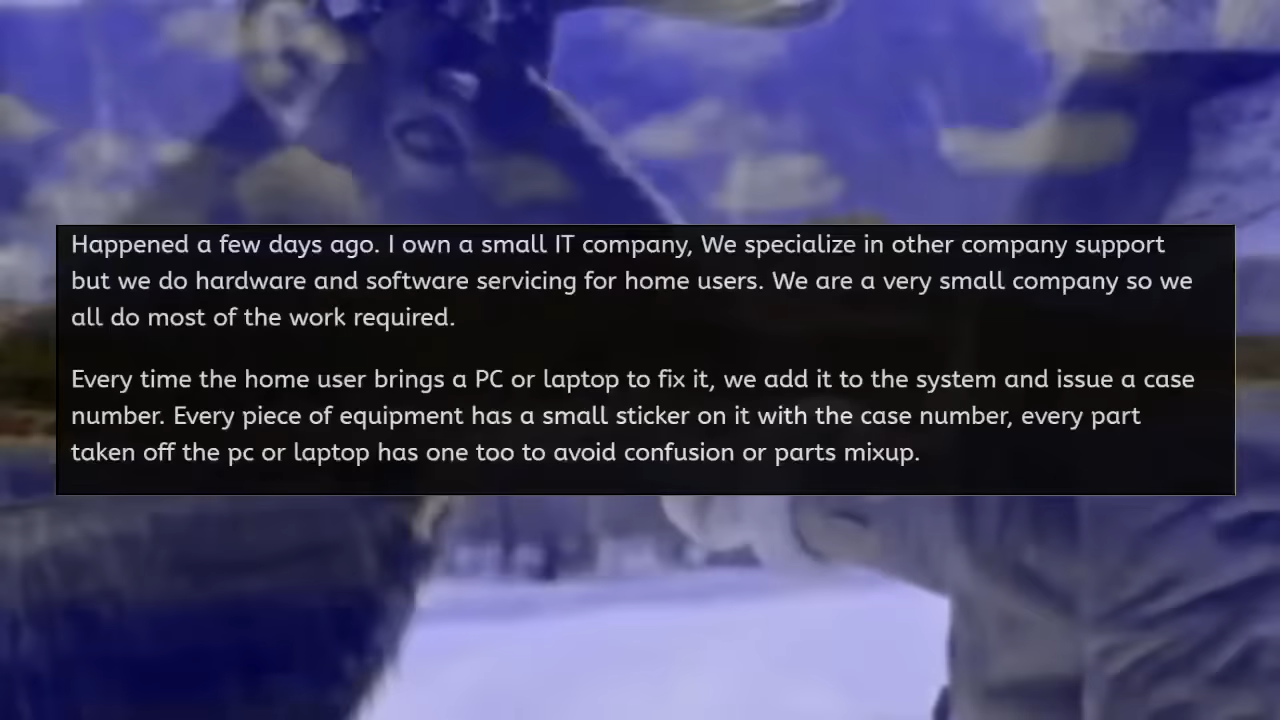 Happened a few days ago. I own a small IT company, We specialize in other company support
but we do hardware and software servicing for home users. We are a very small company so we
all do most of the work required.
Every time the home user brings a PC or laptop to fix it, we add it to the system and issue a case
number. Every piece of equipment has a small sticker on it with the case number, every part
taken off the pc or laptop has one too to avoid confusion or parts mixup.